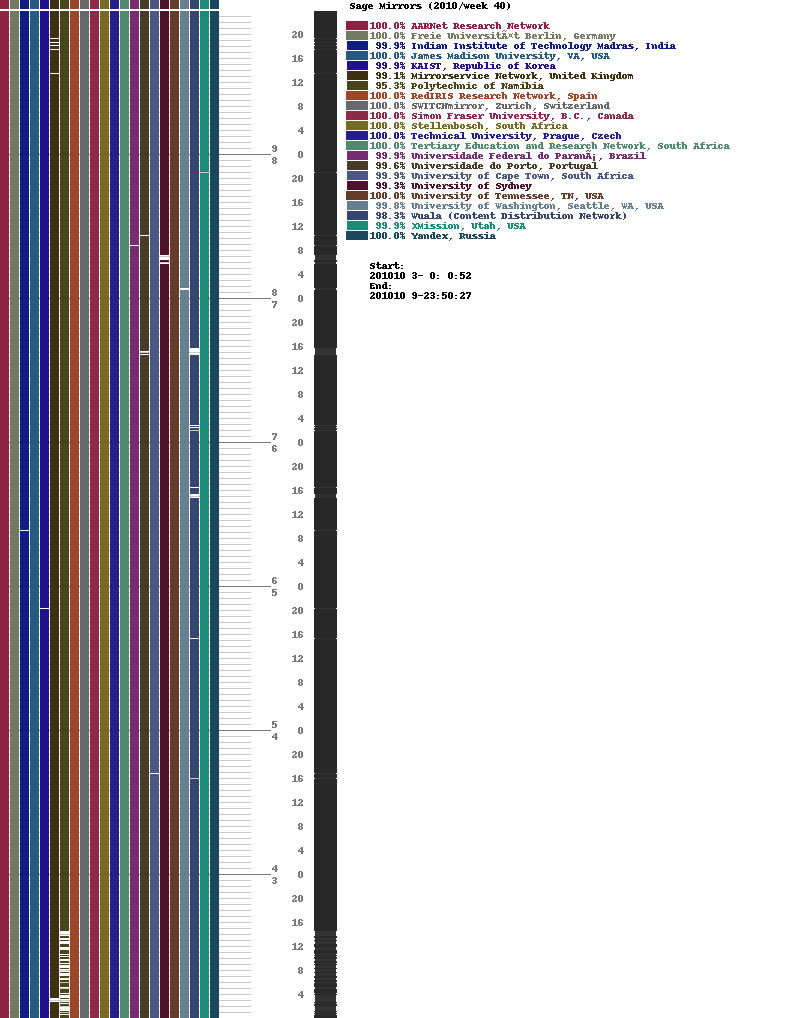 Sage Mirrors (2010/week 40)
100.0% AARNet Research Network
100.0% Freie UniversitÃ×t Berlin, Germany
99.9% Indian Institute of Technology Madras, India
100.0% James Madison University, VA, USA
99.9% KAIST, Republic of Korea
99.1% Mirrorservice Network, United Kingdom
95.3% Polytechnic of Namibia
100.0% RedIRIS Research Network, Spain
100.0% SWITCHmirror, Zurich, Switzerland
100.0% Simon Fraser University, B.C., Canada
100.0% Stellenbosch, South Africa
100.0% Technical University, Prague, Czech
100.0% Tertiary Education and Research Network, South Africa
99.9% Universidade Federal do ParmÃ¡, Brazil
99.6% Universidade do Porto, Portugal
99.9% University of Cape Town, South Africa
99.3% University of Sydney
100.0% University of Tennessee, TN, USA
99.8% University of Washington, Seattle, WA, USA
98.3% Wuala (Content Distribution Network)
99.9% XMission, Utah, USA
100.0% Yandex, Russia
Start:
201010 3- 0: 0:52
End:
201010 9-23:50:27
20
16
12
8
4
9
0
8
20
16
12
8
4
8
0
7
20
16
12
8
4
7
0
6
20
16
12
8
4
6
0
5
20
16
12
8
4
5
0
4
20
16
12
8
4
4
0
3
20
16
12
8
4